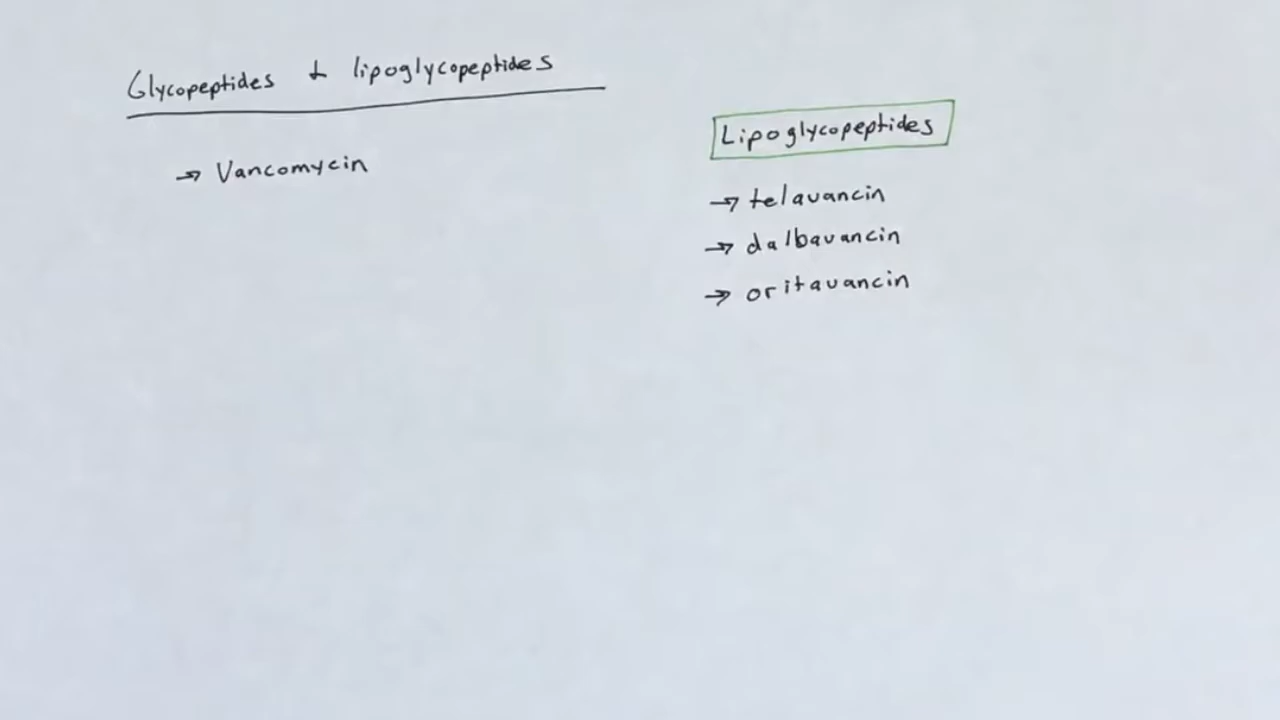 Glycopeptides & lipoglycopeptides
→ Vancomycin
Lipoglycopeptides
→ telavancin
→ dalbavancin
→ oritavancin